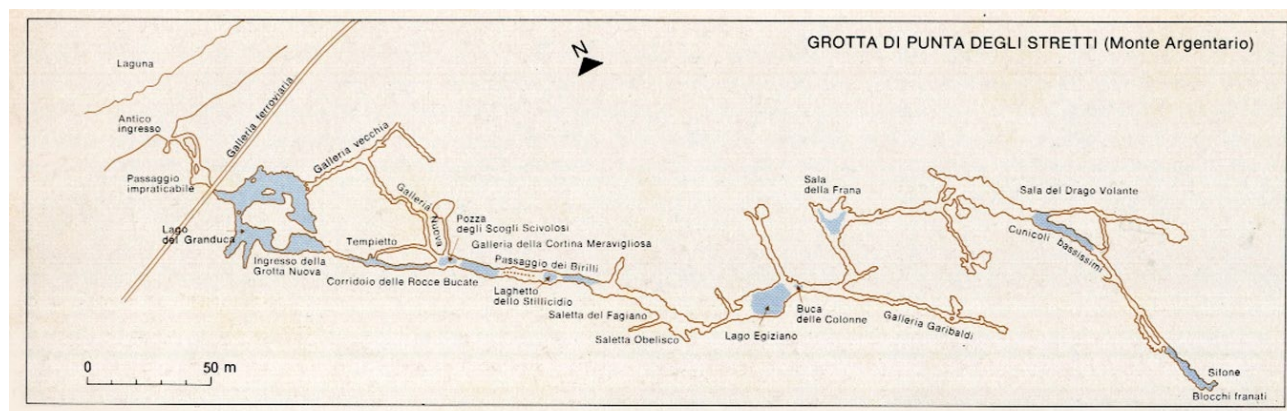 GROTTA DI PUNTA DEGLI STRETTI (Monte Argentario)
N
Laguna
Galleria ferroviaria
Antico
ingresso
Galleria vecchia
Passaggio
impraticabile
Lago
del Granduca
Ingresso della
Grotta Nuova
Tempietto
Galleria Nuova
Pozza
degli Scogli Scivolosi
Galleria della Cortina Meravigliosa
Corridoio delle Rocce Bucate
Passaggio dei Birilli
Laghetto
dello Stillicidio
Saletta del Fagiano
Saletta Obelisco
Lago Egiziano
Buca
delle Colonne
Galleria Garibaldi
Sala
della Frana
Sala del Drago Volante
Cunicoli bassissimi
Sifone
Blocchi franati
0 50 m